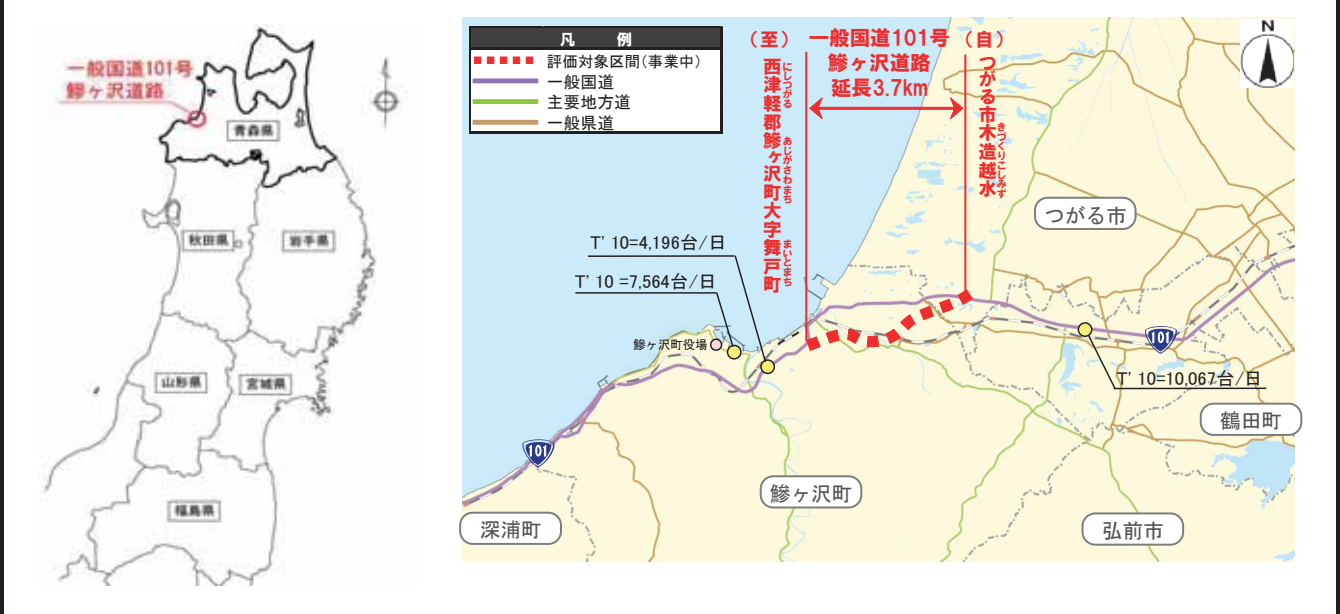 一般国道101号
鰺ヶ沢道路
青森県
秋田県
岩手県
山形県
宮城県
福島県
凡 例
評価対象区間(事業中)
一般国道
主要地方道
一般県道
(至)
西津軽郡鰺ヶ沢町大字舞戸町
にしつがる
あじがさわまち
まいとまち
一般国道101号
鰺ヶ沢道路
延長3.7km
(自)
つがる市木造越水
きづくりこしみず
N
つがる市
T' 10=4,196台/日
T' 10 =7,564台/日
鰺ヶ沢町役場
101
T' 10=10,067台/日
鶴田町
101
鰺ヶ沢町
深浦町
弘前市